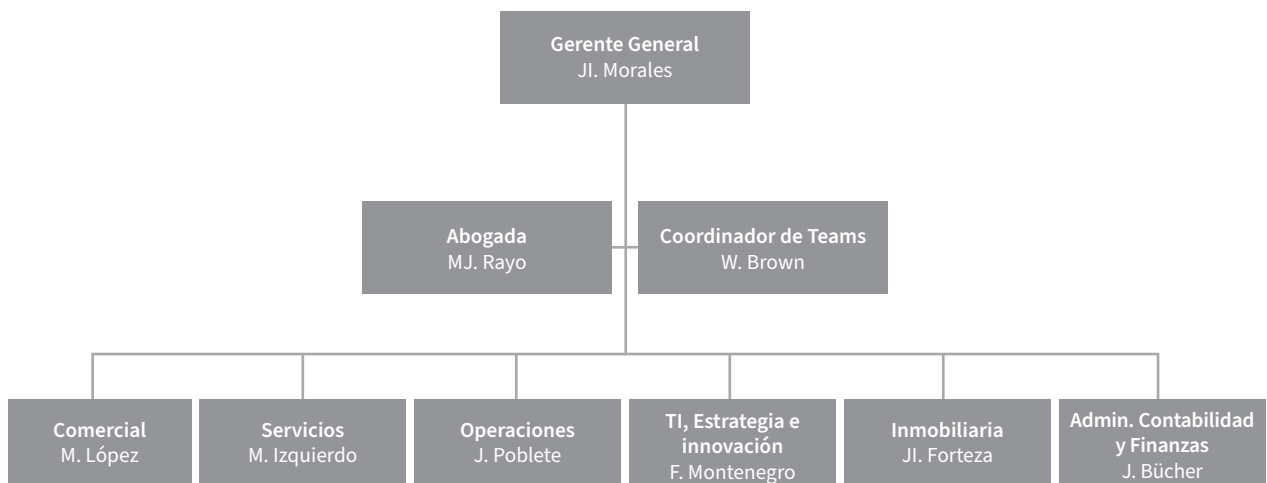 Gerente General
JI. Morales
Abogada
MJ. Rayo
Coordinador de Teams
W. Brown
Comercial
M. López
Servicios
M. Izquierdo
Operaciones
J. Poblete
TI, Estrategia e
innovación
F. Montenegro
Inmobiliaria
JI. Forteza
Admin. Contabilidad
y Finanzas
J. Bücher